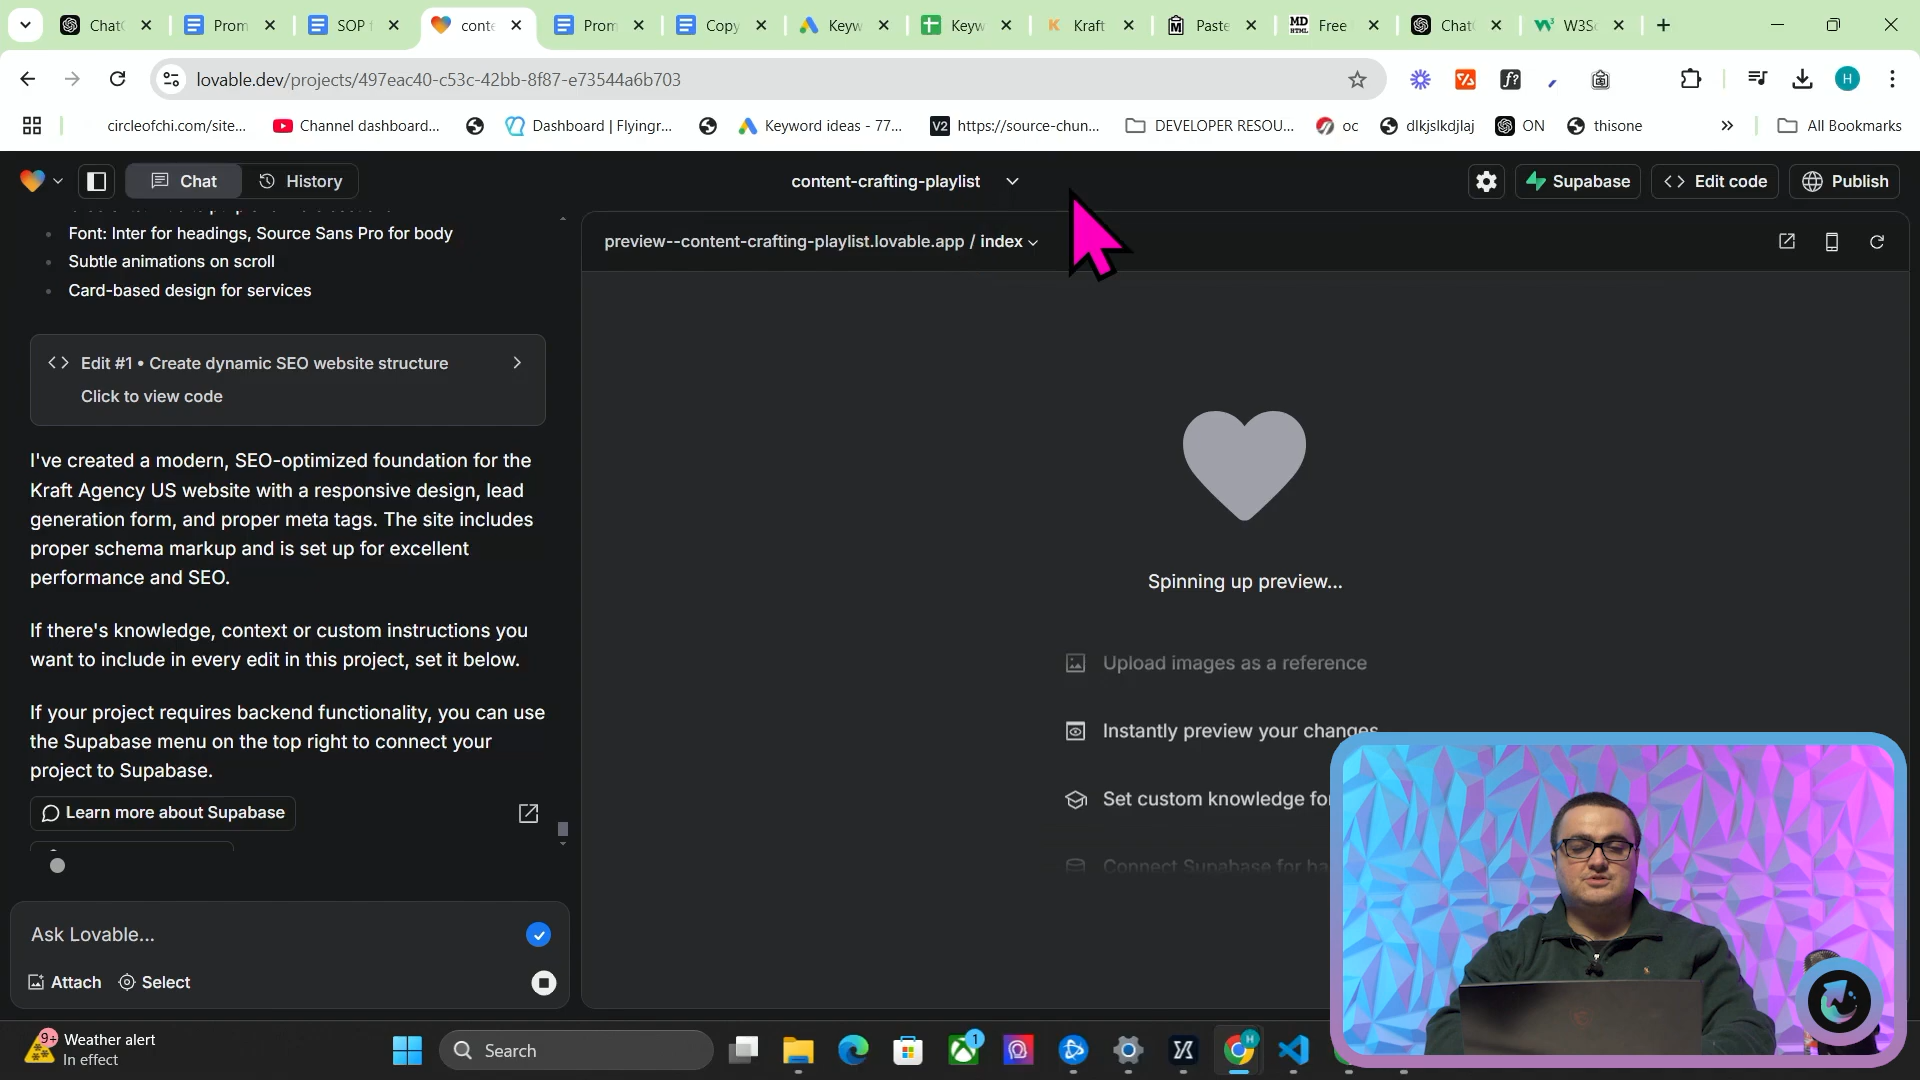 Chat
Prom
SOP f
conte
Prom
Copy
Keyw
Keyw
Kraft
Paste
Free
Chat
W3Sc
lovable.dev/projects/497eac40-c53c-42bb-8f87-e73544a6b703
H
circleofchi.com/site...
Channel dashboard...
Dashboard | Flyingr...
Keyword ideas - 77...
V2
https://source-chun...
DEVELOPER RESOU...
oc
dlkjslkdjlaj
ON
thisone
All Bookmarks
Chat
History
content-crafting-playlist
Supabase
Edit code
Publish
preview--content-crafting-playlist.lovable.app / index
Font: Inter for headings, Source Sans Pro for body
Subtle animations on scroll
Card-based design for services
Edit #1 • Create dynamic SEO website structure
Click to view code
I've created a modern, SEO-optimized foundation for the
Kraft Agency US website with a responsive design, lead
generation form, and proper meta tags. The site includes
proper schema markup and is set up for excellent
performance and SEO.
If there's knowledge, context or custom instructions you
want to include in every edit in this project, set it below.
If your project requires backend functionality, you can use
the Supabase menu on the top right to connect your
project to Supabase.
Learn more about Supabase
Ask Lovable...
Attach
Select
Spinning up preview...
Upload images as a reference
Instantly preview your changes
Set custom knowledge for
Connect Supabase for ba
9+
Weather alert
In effect
Search
1
H